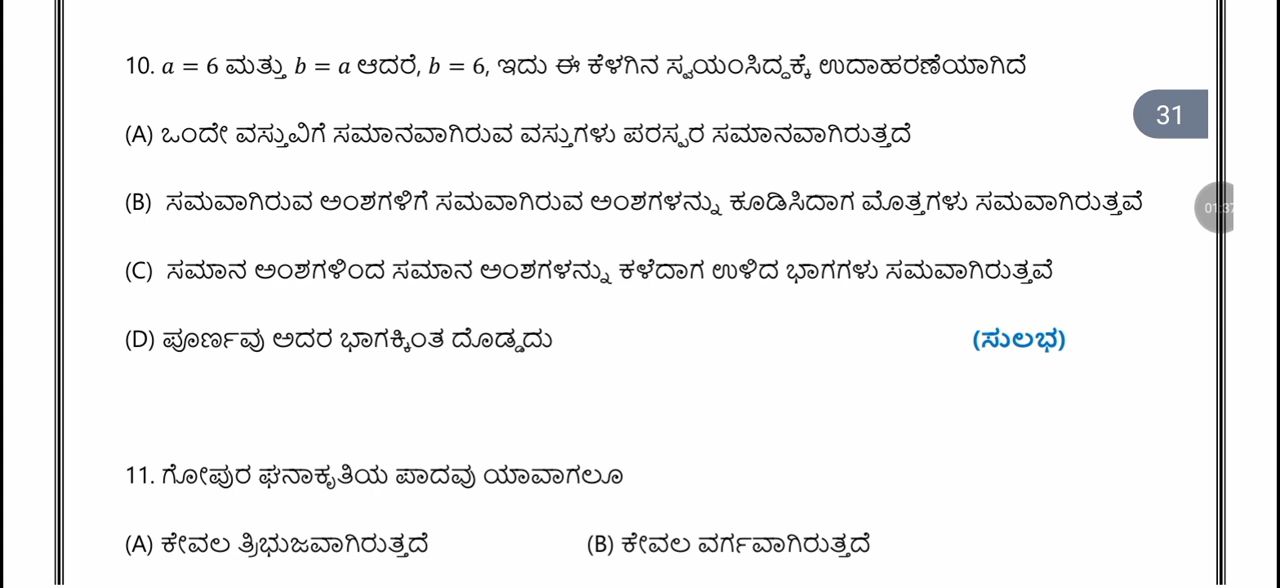 10. a = 6 ಮತ್ತು b = a ಆದರೆ, b = 6, ಇದು ಈ ಕೆಳಗಿನ ಸ್ವಯಂಸಿದ್ಧಕ್ಕೆ ಉದಾಹರಣೆಯಾಗಿದೆ
31
(A) ಒಂದೇ ವಸ್ತುವಿಗೆ ಸಮಾನವಾಗಿರುವ ವಸ್ತುಗಳು ಪರಸ್ಪರ ಸಮಾನವಾಗಿರುತ್ತದೆ
(B) ಸಮವಾಗಿರುವ ಅಂಶಗಳಿಗೆ ಸಮವಾಗಿರುವ ಅಂಶಗಳನ್ನು ಕೂಡಿಸಿದಾಗ ಮೊತ್ತಗಳು ಸಮವಾಗಿರುತ್ತವೆ
(C) ಸಮಾನ ಅಂಶಗಳಿಂದ ಸಮಾನ ಅಂಶಗಳನ್ನು ಕಳೆದಾಗ ಉಳಿದ ಭಾಗಗಳು ಸಮವಾಗಿರುತ್ತವೆ
(D) ಪೂರ್ಣವು ಅದರ ಭಾಗಕ್ಕಿಂತ ದೊಡ್ಡದು (ಸುಲಭ)
11. ಗೋಪುರ ಘನಾಕೃತಿಯ ಪಾದವು ಯಾವಾಗಲೂ
(A) ಕೇವಲ ತ್ರಿಭುಜವಾಗಿರುತ್ತದೆ (B) ಕೇವಲ ವರ್ಗವಾಗಿರುತ್ತದೆ